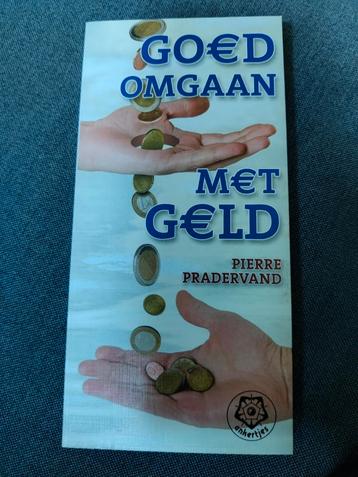 GO€D
OMGAAN
M€T
G€LD
PIERRE
PRADERVAND
ankertjes